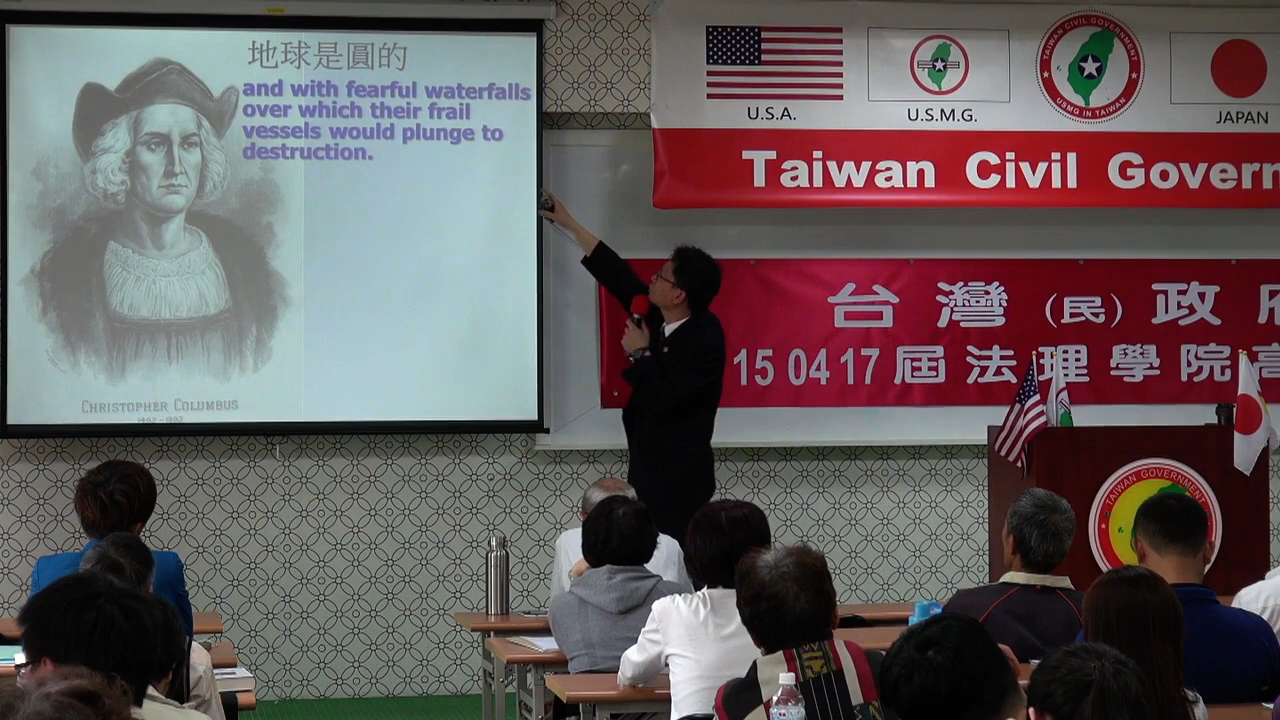 地球是圓的
and with fearful waterfalls
over which their frail
vessels would plunge to
destruction.
CHRISTOPHER COLUMBUS
U.S.A.
U.S.M.G.
TAIWAN CIVIL GOVERNMENT
USMG IN TAIWAN
JAPAN
Taiwan Civil Govern
台灣(民)政府
15 04 17 屆法理學院高
TAIWAN GOVERNMENT